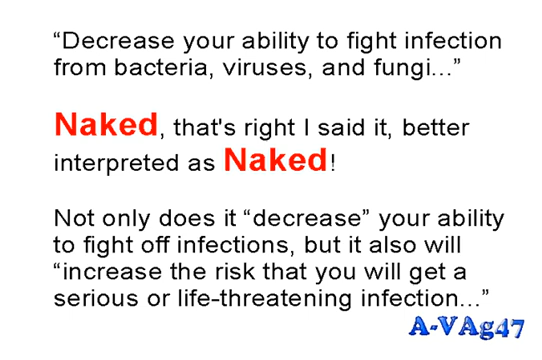 “Decrease your ability to fight infection
from bacteria, viruses, and fungi...”
Naked, that's right I said it, better
interpreted as Naked!
Not only does it “decrease” your ability
to fight off infections, but it also will
“increase the risk that you will get a
serious or life-threatening infection...”
A-VAg47